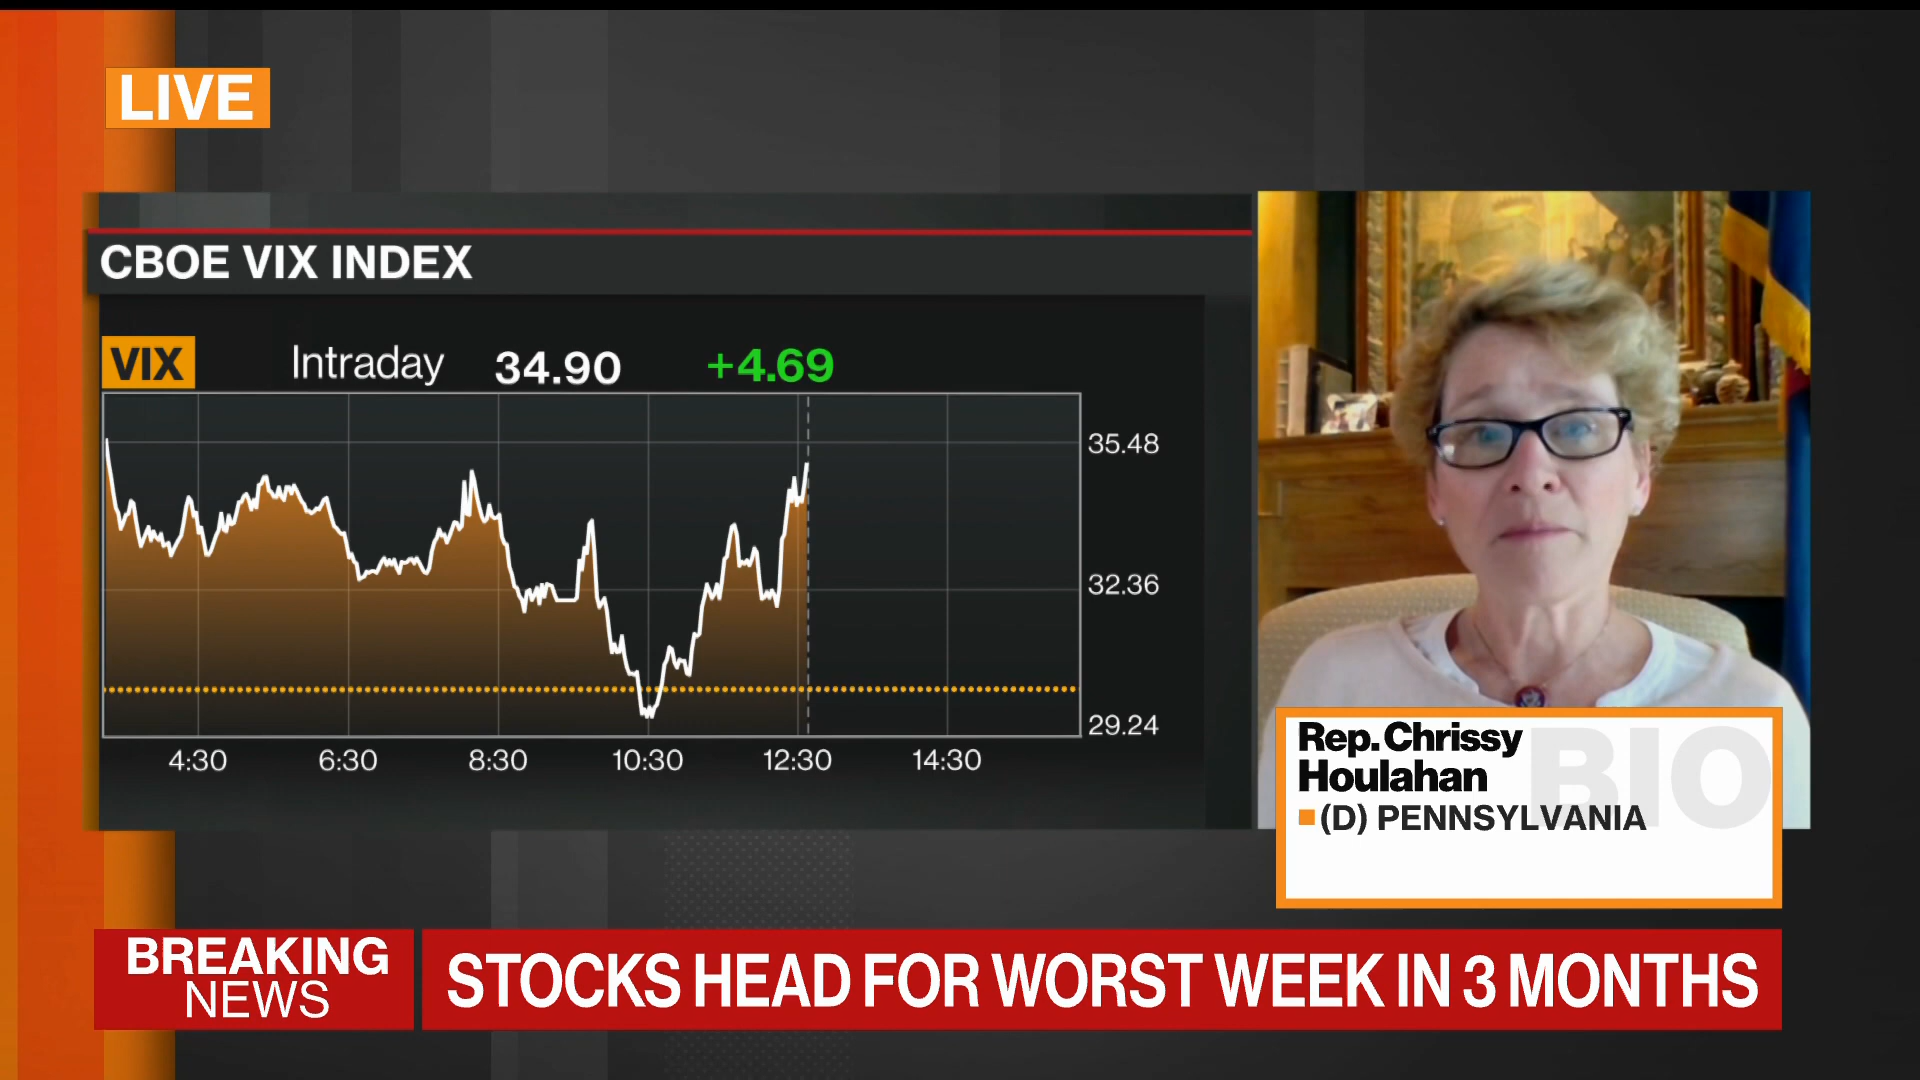 LIVE
CBOE VIX INDEX
VIX Intraday 34.90 +4.69
35.48
32.36
29.24
4:30 6:30 8:30 10:30 12:30 14:30
BIO
Rep. Chrissy
Houlahan
(D) PENNSYLVANIA
BREAKING
NEWS
STOCKS HEAD FOR WORST WEEK IN 3 MONTHS